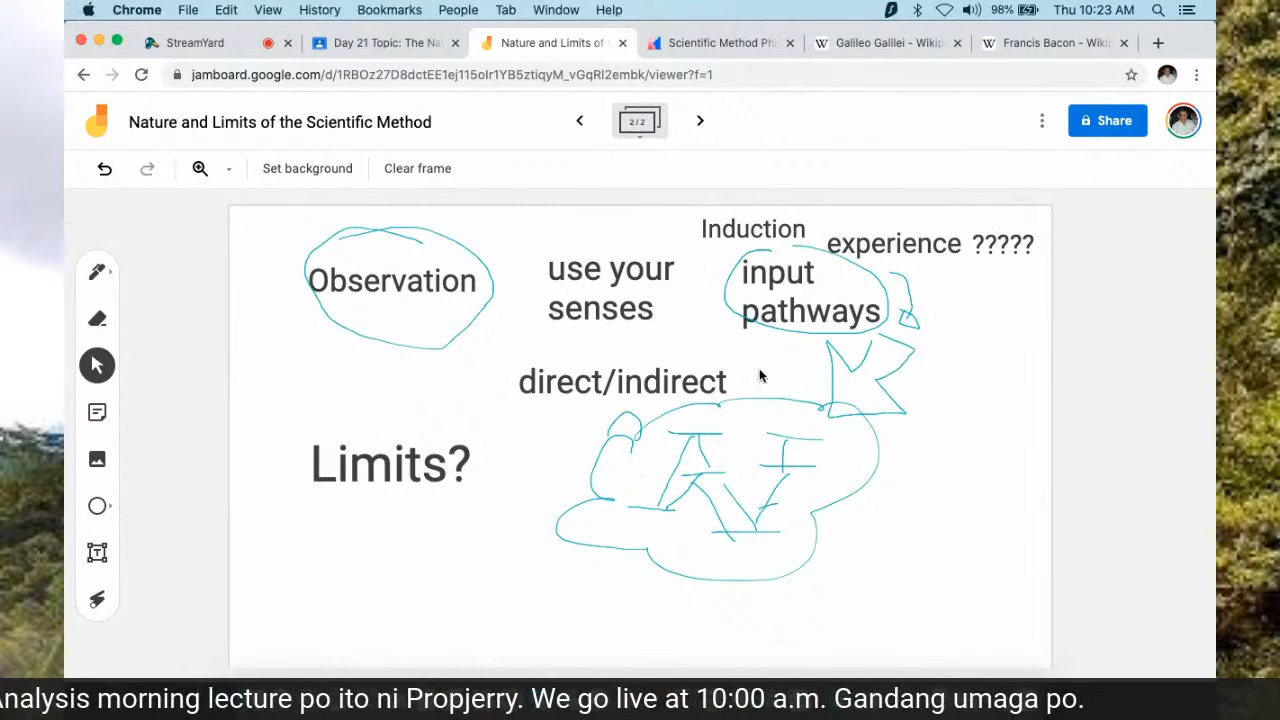 Chrome File Edit View History Bookmarks People Tab Window Help 98% Thu 10:23 AM
StreamYard Day 21 Topic: The Na Nature and Limits of Scientific Method Phi Galileo Galilei - Wikip Francis Bacon - Wiki
jamboard.google.com/d/1RBOz27D8dctEE1ej115oIr1YB5ztiqyM_vGqRl2embk/viewer?f=1
Nature and Limits of the Scientific Method 2/2 Share
Set background Clear frame
Induction
experience ?????
Observation
use your
senses
input
pathways
direct/indirect
Limits?
Analysis morning lecture po ito ni Propjerry. We go live at 10:00 a.m. Gandang umaga po.